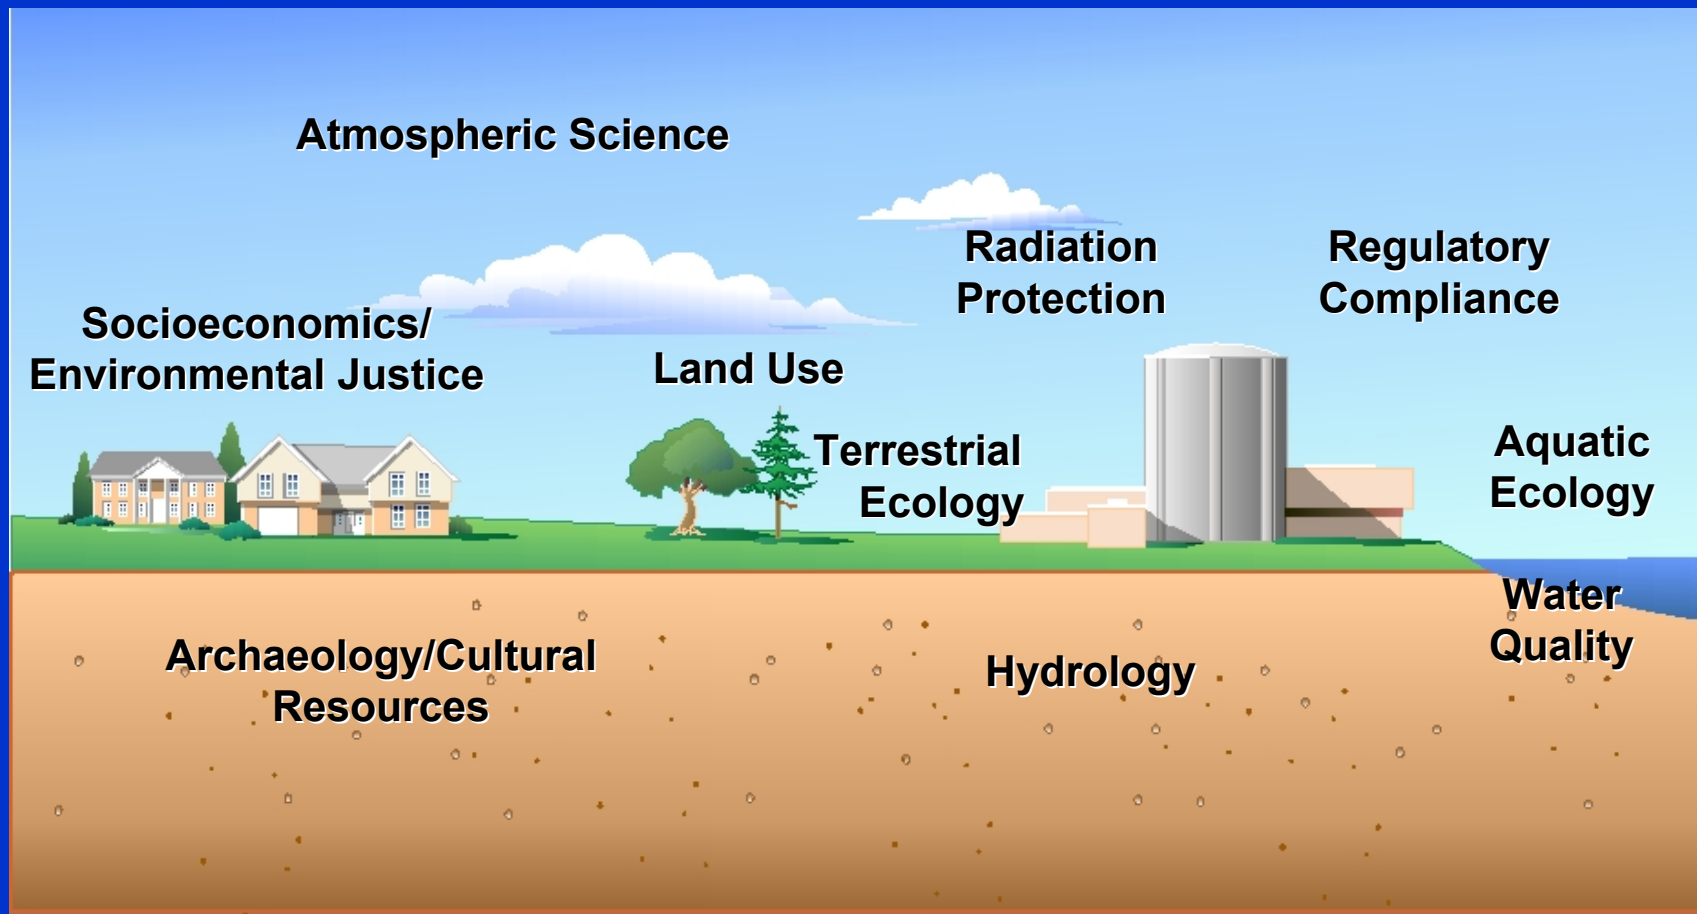 Atmospheric Science
Radiation
Protection
Regulatory
Compliance
Socioeconomics/
Environmental Justice
Land Use
Terrestrial
Ecology
Aquatic
Ecology
Water
Quality
Archaeology/Cultural
Resources
Hydrology